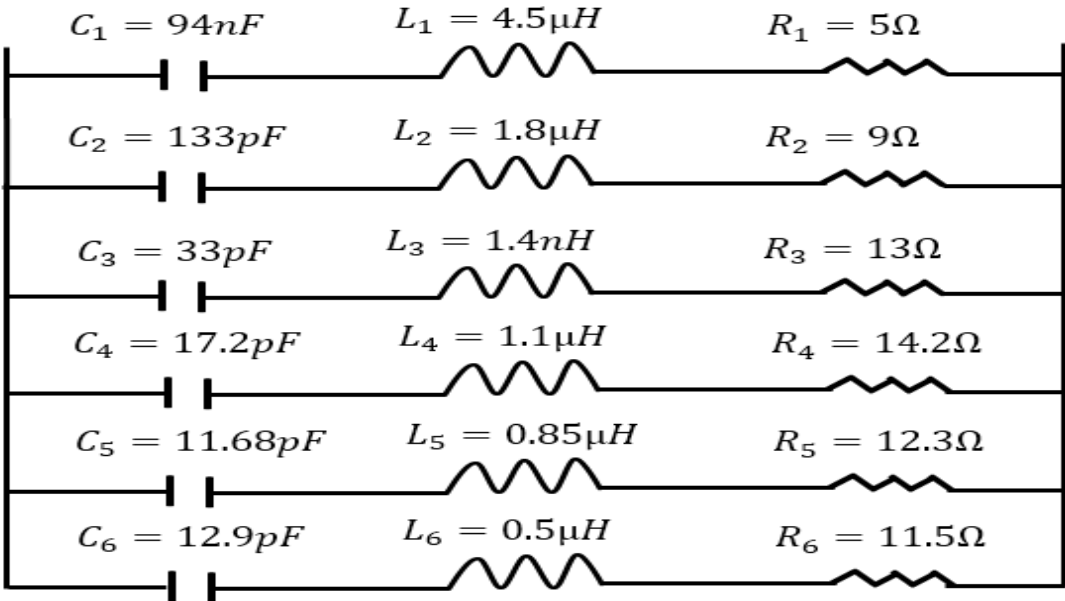 C₁ = 94nF L₁ = 4.5μH R₁ = 5Ω
C₂ = 133pF L₂ = 1.8μH R₂ = 9Ω
C₃ = 33pF L₃ = 1.4nH R₃ = 13Ω
C₄ = 17.2pF L₄ = 1.1μH R₄ = 14.2Ω
C₅ = 11.68pF L₅ = 0.85μH R₅ = 12.3Ω
C₆ = 12.9pF L₆ = 0.5μH R₆ = 11.5Ω